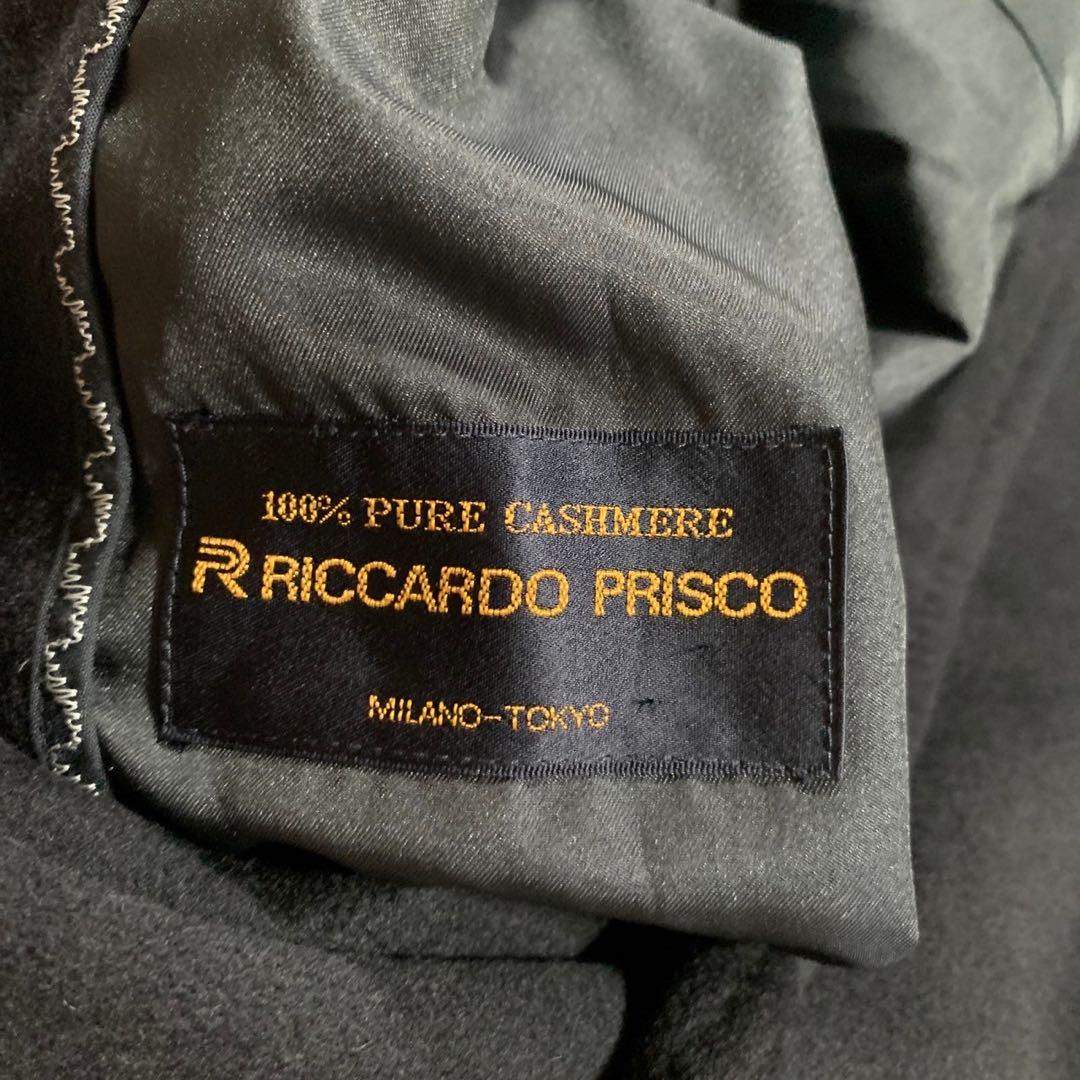 100% PURE CASHMERE
R RICCARDO PRISCO
MILANO-TOKYO